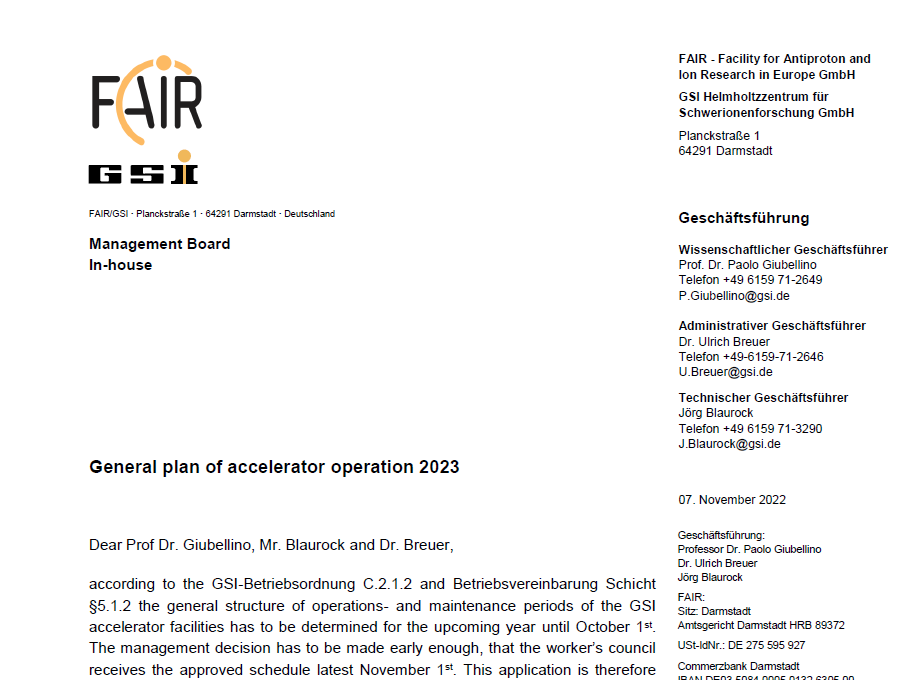 FAIR
GSI
FAIR/GSI · Planckstraße 1 · 64291 Darmstadt · Deutschland
Management Board
In-house
General plan of accelerator operation 2023
Dear Prof Dr. Giubellino, Mr. Blaurock and Dr. Breuer,
according to the GSI-Betriebsordnung C.2.1.2 and Betriebsvereinbarung Schicht
§5.1.2 the general structure of operations- and maintenance periods of the GSI
accelerator facilities has to be determined for the upcoming year until October 1st.
The management decision has to be made early enough, that the worker’s council
receives the approved schedule latest November 1st. This application is therefore
FAIR - Facility for Antiproton and
Ion Research in Europe GmbH
GSI Helmholtzzentrum für
Schwerionenforschung GmbH
Planckstraße 1
64291 Darmstadt
Geschäftsführung
Wissenschaftlicher Geschäftsführer
Prof. Dr. Paolo Giubellino
Telefon +49 6159 71-2649
P.Giubellino@gsi.de
Administrativer Geschäftsführer
Dr. Ulrich Breuer
Telefon +49-6159-71-2646
U.Breuer@gsi.de
Technischer Geschäftsführer
Jörg Blaurock
Telefon +49 6159 71-3290
J.Blaurock@gsi.de
07. November 2022
Geschäftsführung:
Professor Dr. Paolo Giubellino
Dr. Ulrich Breuer
Jörg Blaurock
FAIR:
Sitz: Darmstadt
Amtsgericht Darmstadt HRB 89372
USt-IdNr.: DE 275 595 927
Commerzbank Darmstadt
IBAN